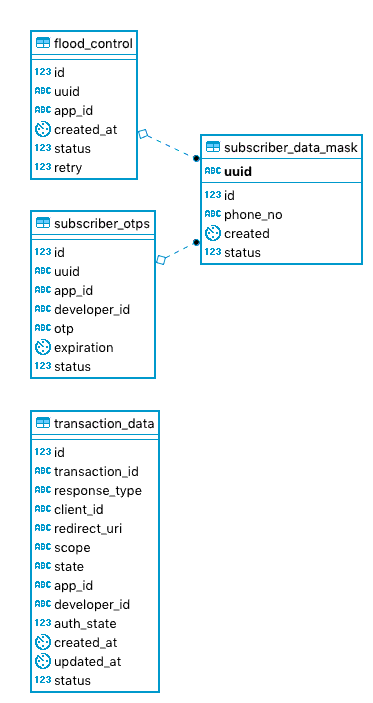 flood_control
123 id
ABC uuid
ABC app_id
created_at
123 status
123 retry
subscriber_data_mask
ABC uuid
123 id
ABC phone_no
created
123 status
subscriber_otps
123 id
ABC uuid
ABC app_id
ABC developer_id
ABC otp
expiration
123 status
transaction_data
123 id
ABC transaction_id
ABC response_type
ABC client_id
ABC redirect_uri
ABC scope
ABC state
ABC app_id
ABC developer_id
123 auth_state
created_at
updated_at
123 status